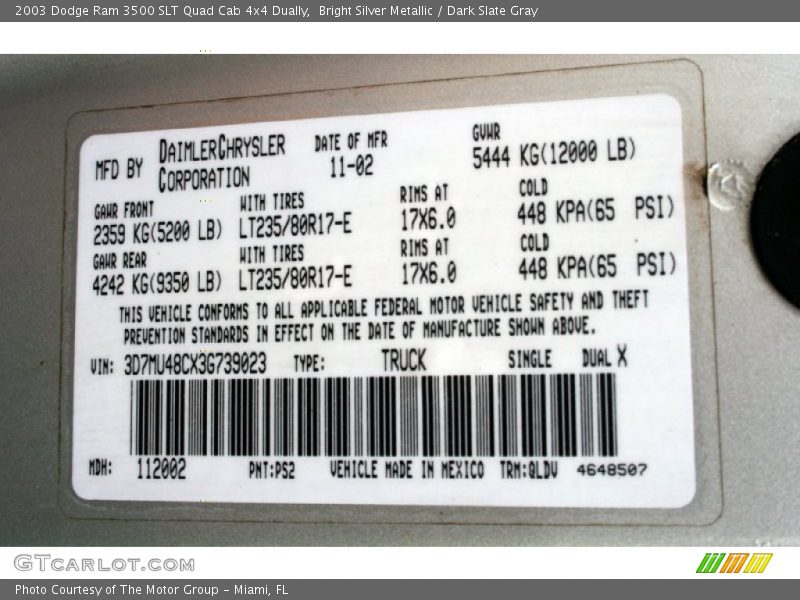 2003 Dodge Ram 3500 SLT Quad Cab 4x4 Dually,  Bright Silver Metallic / Dark Slate Gray
MFD BY DAIMLERCHRYSLER CORPORATION DATE OF MFR 11-02 GVWR 5444 KG(12000 LB)
GAWR FRONT WITH TIRES RIMS AT COLD
2359 KG(5200 LB) LT235/80R17-E 17X6.0 448 KPA(65 PSI)
GAWR REAR WITH TIRES RIMS AT COLD
4242 KG(9350 LB) LT235/80R17-E 17X6.0 448 KPA(65 PSI)
THIS VEHICLE CONFORMS TO ALL APPLICABLE FEDERAL MOTOR VEHICLE SAFETY AND THEFT
PREVENTION STANDARDS IN EFFECT ON THE DATE OF MANUFACTURE SHOWN ABOVE.
VIN: 3D7MU48CX3G739023 TYPE: TRUCK SINGLE DUAL X
MDH: 112002 PNT:PS2 VEHICLE MADE IN MEXICO TRM:QLDV 4648507
GTCARLOT.COM
Photo Courtesy of The Motor Group - Miami, FL